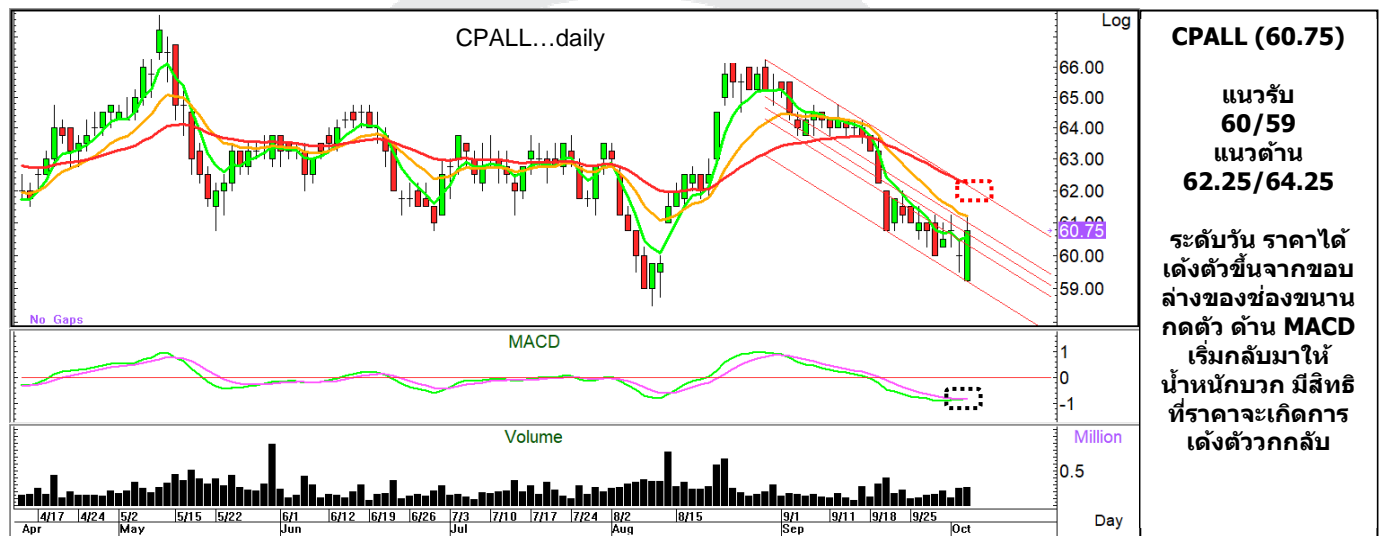 CPALL...daily
Log
66.00
65.00
64.00
63.00
62.00
61.00
60.75
60.00
59.00
No Gaps
MACD
1
0
-1
Volume
Million
0.5
4/17 4/24 5/2 5/15 5/22 6/1 6/12 6/19 6/26 7/3 7/10 7/17 7/24 8/2 8/15 9/1 9/11 9/18 9/25
Apr May Jun Jul Aug Sep Oct
Day
CPALL (60.75)
แนวรับ
60/59
แนวต้าน
62.25/64.25
ระดับวัน ราคาได้
เด้งตัวขึ้นจากขอบ
ล่างของช่องขนาน
กดตัว ด้าน MACD
เริ่มกลับมาให้
น้ำหนักบวก มีสิทธิ
ที่ราคาจะเกิดการ
เด้งตัววกกลับ